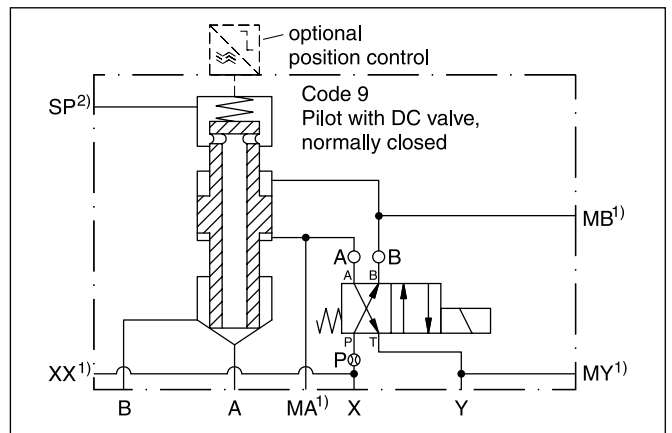 optional
position control
SP2)
Code 9
Pilot with DC valve,
normally closed
MB1)
A B
A B
P T
P
XX1)
MY1)
B A MA1) X Y